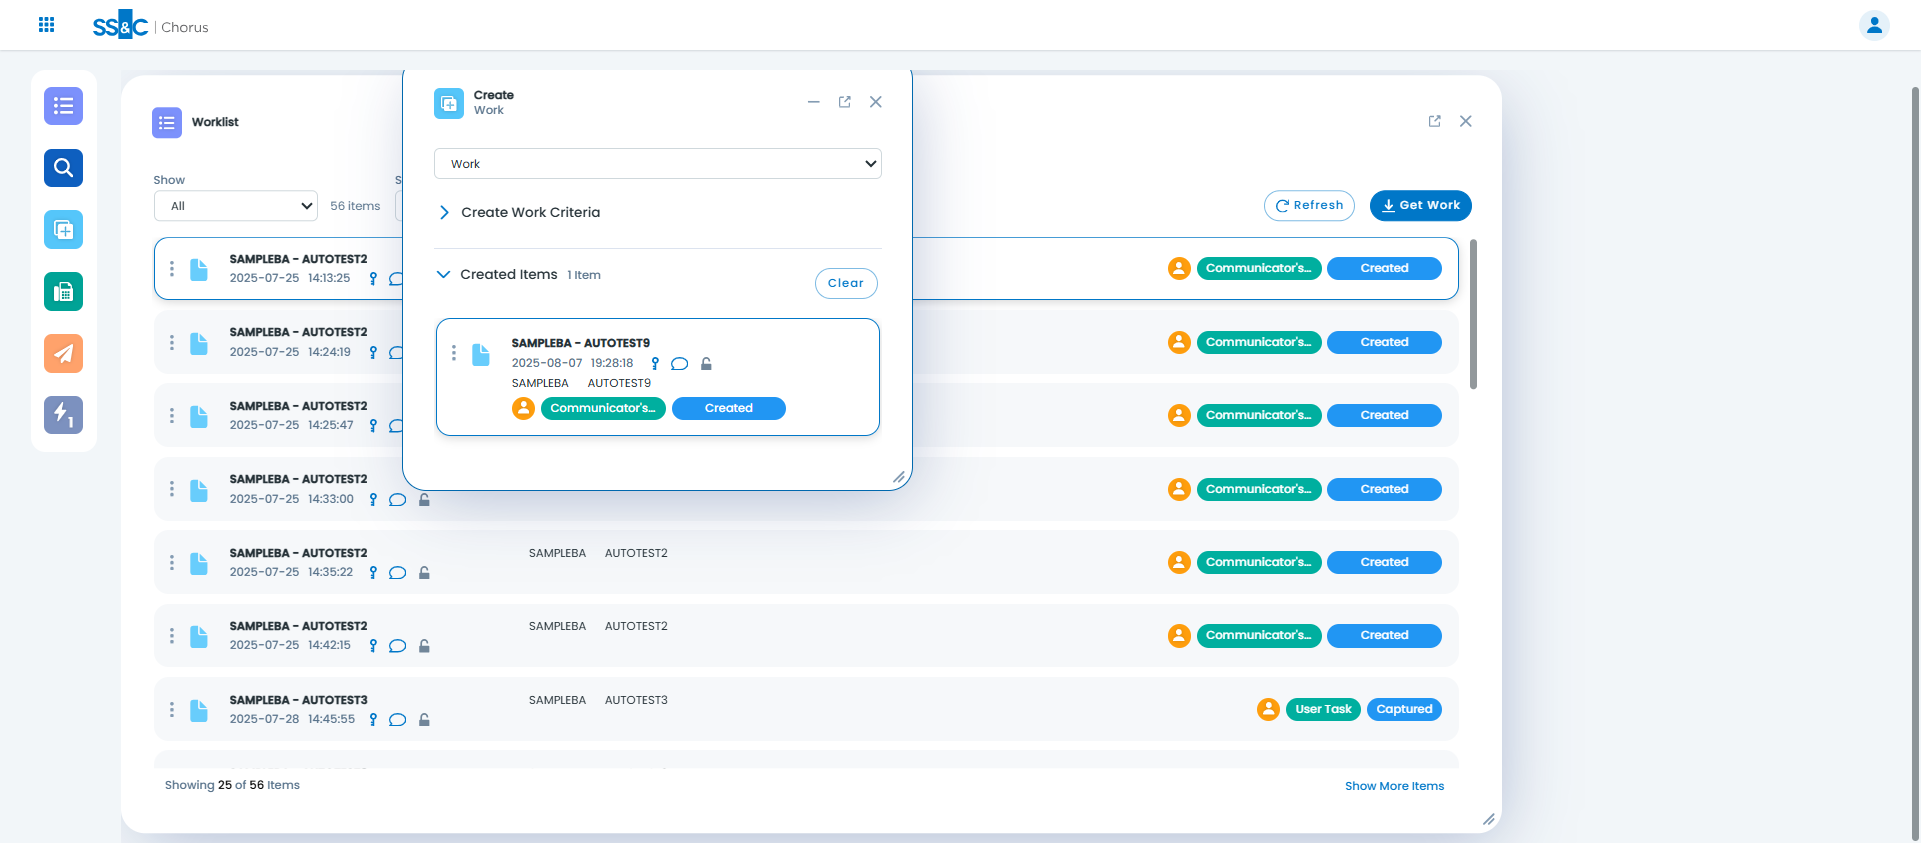 SS&C | Chorus
Create
Work
Worklist
Work
Show
S
All
56 items
Refresh
Get Work
Create Work Criteria
Created Items 1 Item
Clear
SAMPLEBA - AUTOTEST2
2025-07-25 14:13:25
Communicator's... Created
SAMPLEBA - AUTOTEST2
2025-07-25 14:24:19
Communicator's... Created
SAMPLEBA - AUTOTEST9
2025-08-07 19:28:18
SAMPLEBA AUTOTEST9
Communicator's... Created
SAMPLEBA - AUTOTEST2
2025-07-25 14:25:47
Communicator's... Created
SAMPLEBA - AUTOTEST2
2025-07-25 14:33:00
Communicator's... Created
SAMPLEBA - AUTOTEST2 SAMPLEBA AUTOTEST2
2025-07-25 14:35:22
Communicator's... Created
SAMPLEBA - AUTOTEST2 SAMPLEBA AUTOTEST2
2025-07-25 14:42:15
Communicator's... Created
SAMPLEBA - AUTOTEST3 SAMPLEBA AUTOTEST3
2025-07-28 14:45:55
User Task Captured
Showing 25 of 56 Items
Show More Items
1